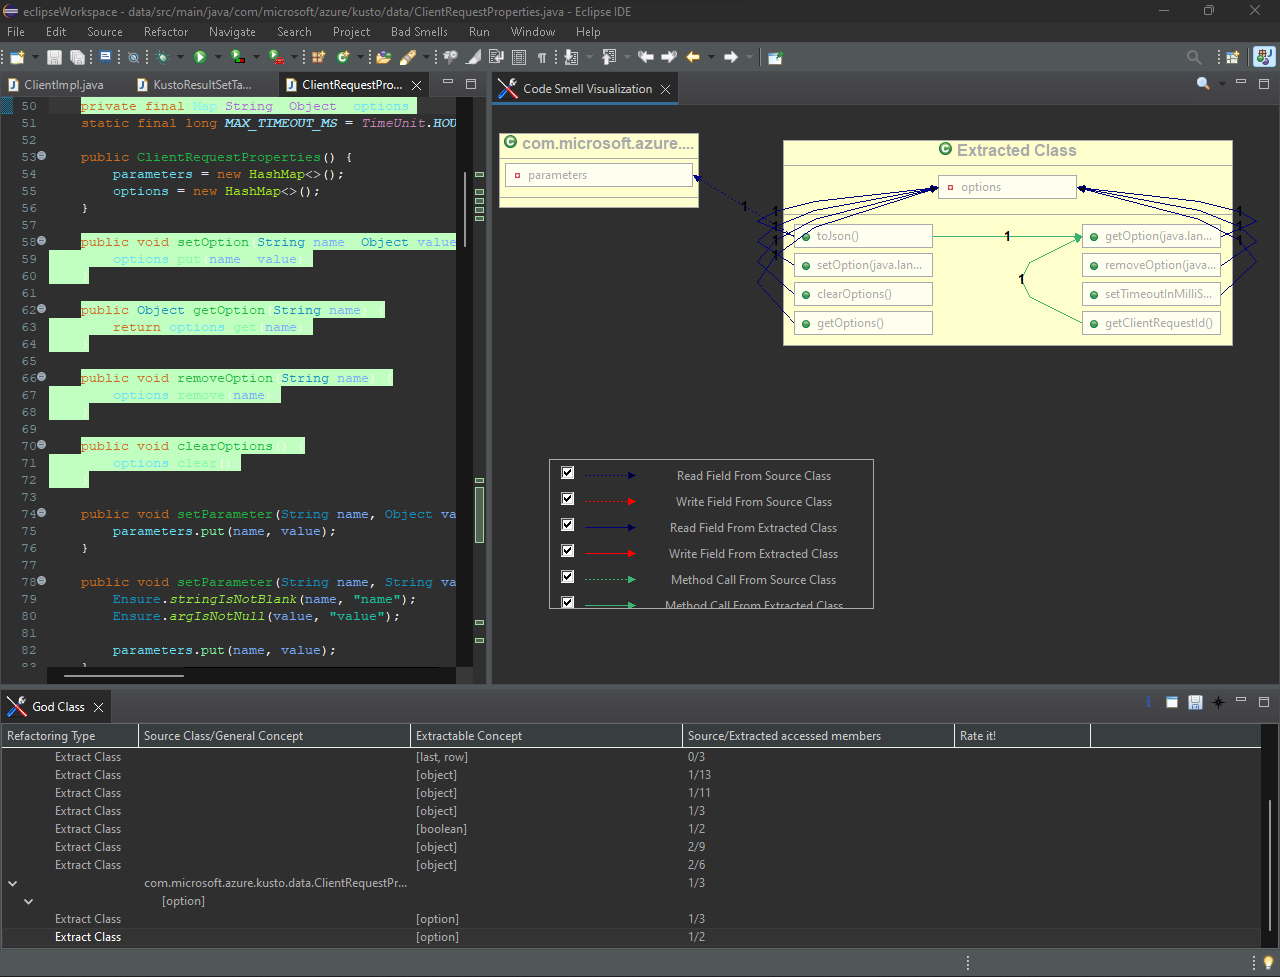 eclipseWorkspace - data/src/main/java/com/microsoft/azure/kusto/data/ClientRequestProperties.java - Eclipse IDE
File Edit Source Refactor Navigate Search Project Bad Smells Run Window Help
ClientImpl.java KustoResultSetTa... ClientRequestPro...
50 private final Map String Object options
51 static final long MAX_TIMEOUT_MS = TimeUnit.HOU
52
53 public ClientRequestProperties() {
54 parameters = new HashMap<>();
55 options = new HashMap<>();
56 }
57
58 public void setOption String name Object value
59 options put name value
60
61
62 public Object getOption String name {
63 return options get name
64
65
66 public void removeOption String name
67 options remove name
68
69
70 public void clearOptions
71 options clear
72
73
74 public void setParameter(String name, Object va
75 parameters.put(name, value);
76 }
77
78 public void setParameter(String name, String va
79 Ensure.stringIsNotBlank(name, "name");
80 Ensure.argIsNotNull(value, "value");
81
82 parameters.put(name, value);
83 }
Code Smell Visualization
com.microsoft.azure....
parameters
Extracted Class
options
toJson()
setOption(java.lan...
clearOptions()
getOptions()
getOption(java.lan...
removeOption(java...
setTimeoutInMilliS...
getClientRequestId()
1
1
1
Read Field From Source Class
Write Field From Source Class
Read Field From Extracted Class
Write Field From Extracted Class
Method Call From Source Class
Method Call From Extracted Class
God Class
Refactoring Type Source Class/General Concept Extractable Concept Source/Extracted accessed members Rate it!
Extract Class [last, row] 0/3
Extract Class [object] 1/13
Extract Class [object] 1/11
Extract Class [object] 1/3
Extract Class [boolean] 1/2
Extract Class [object] 2/9
Extract Class [object] 2/6
com.microsoft.azure.kusto.data.ClientRequestPr... 1/3
[option]
Extract Class [option] 1/3
Extract Class [option] 1/2